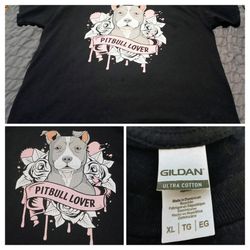 PITBULL LOVER
PITBULL LOVER
GILDAN
ULTRA COTTON
XL | TG | EG